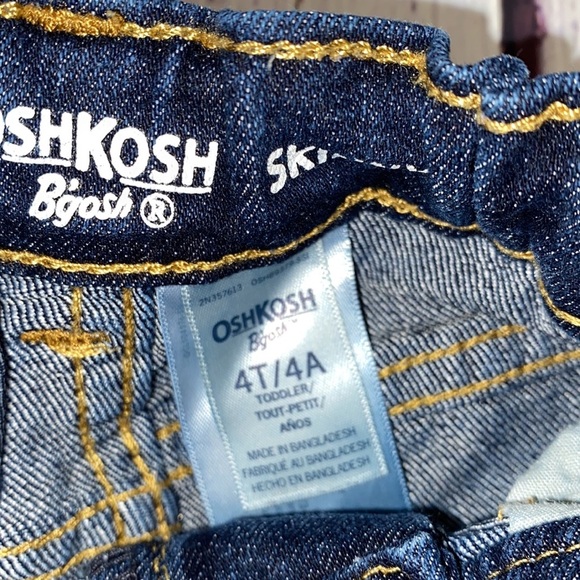 OSHKOSH
B'gosh ®
2N357613
OSHKOSH
B'gosh
4T/4A
TODDLER/
TOUT-PETIT/
AÑOS
MADE IN BANGLADESH
FABRIQUÉ AU BANGLADESH
HECHO EN BANGLADESH